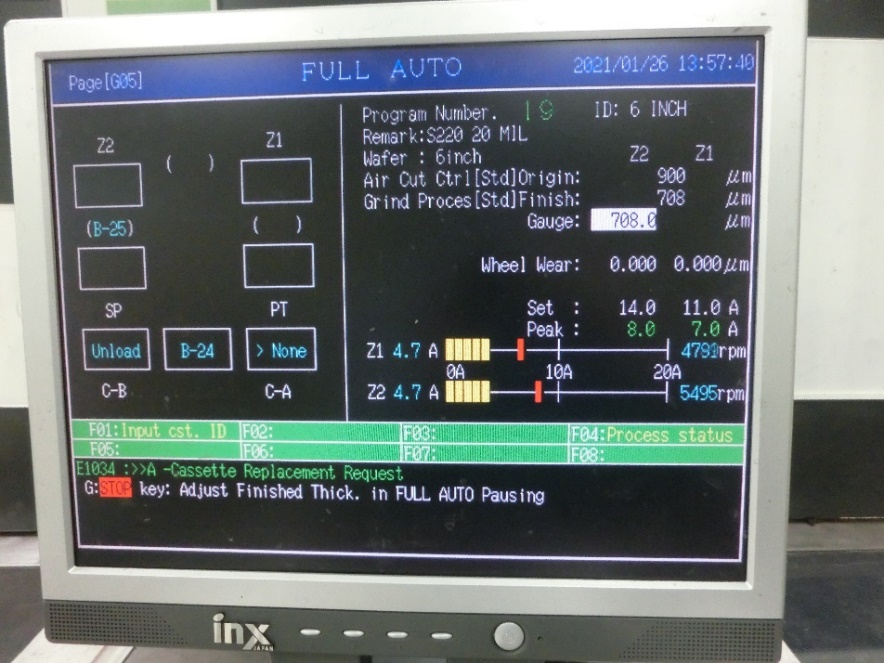 Page[G05] FULL AUTO 2021/01/26 13:57:40
Z2 Z1
( )
(B-25) ( )
SP PT
Unload B-24 > None
C-B C-A
Program Number. 19 ID: 6 INCH
Remark:S220 20 MIL
Wafer : 6inch Z2 Z1
Air Cut Ctrl[Std]Origin: 900 μm
Grind Proces[Std]Finish: 708 μm
Gauge: 708.0 μm
Wheel Wear: 0.000 0.000μm
Set : 14.0 11.0 A
Peak : 8.0 7.0 A
Z1 4.7 A rpm
0A 10A 20A
Z2 4.7 A 5495rpm
F01:Input cst. ID F02: F03: F04:Process status
F05: F06: F07: F08:
E1034 :>>A -Cassette Replacement Request
G:STOP key: Adjust Finished Thick. in FULL AUTO Pausing
inx
JAPAN